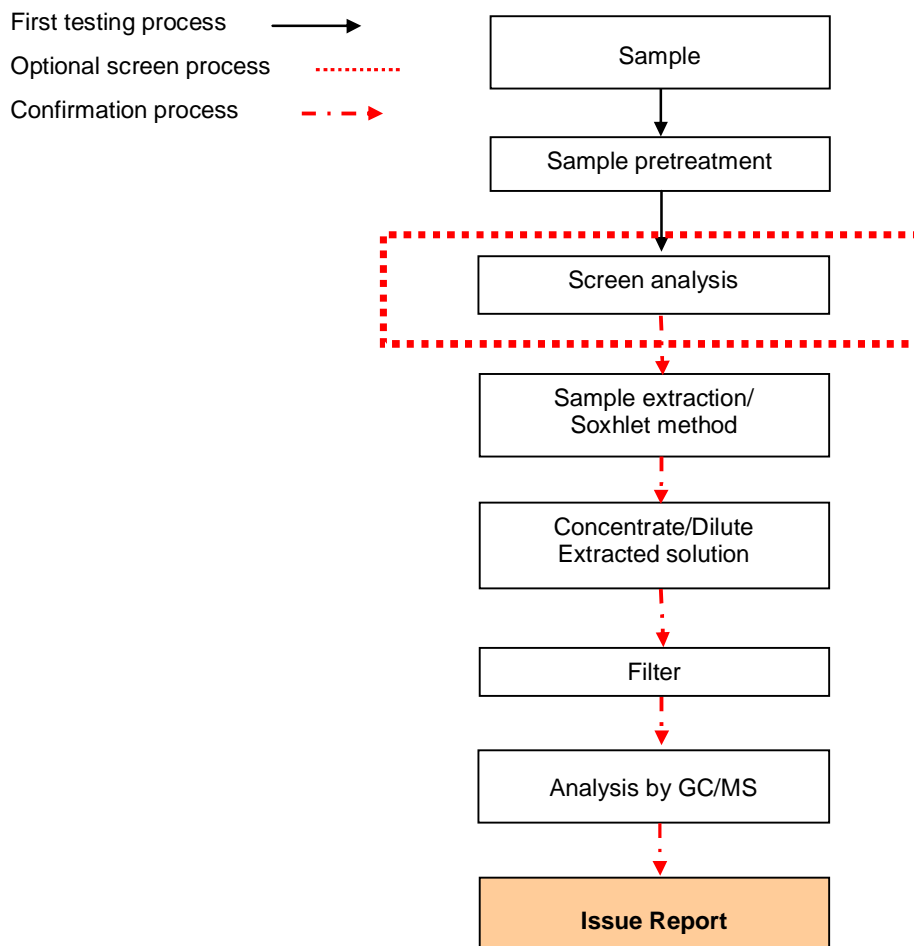 First testing process
Optional screen process
Confirmation process
Sample
Sample pretreatment
Screen analysis
Sample extraction/
Soxhlet method
Concentrate/Dilute
Extracted solution
Filter
Analysis by GC/MS
Issue Report